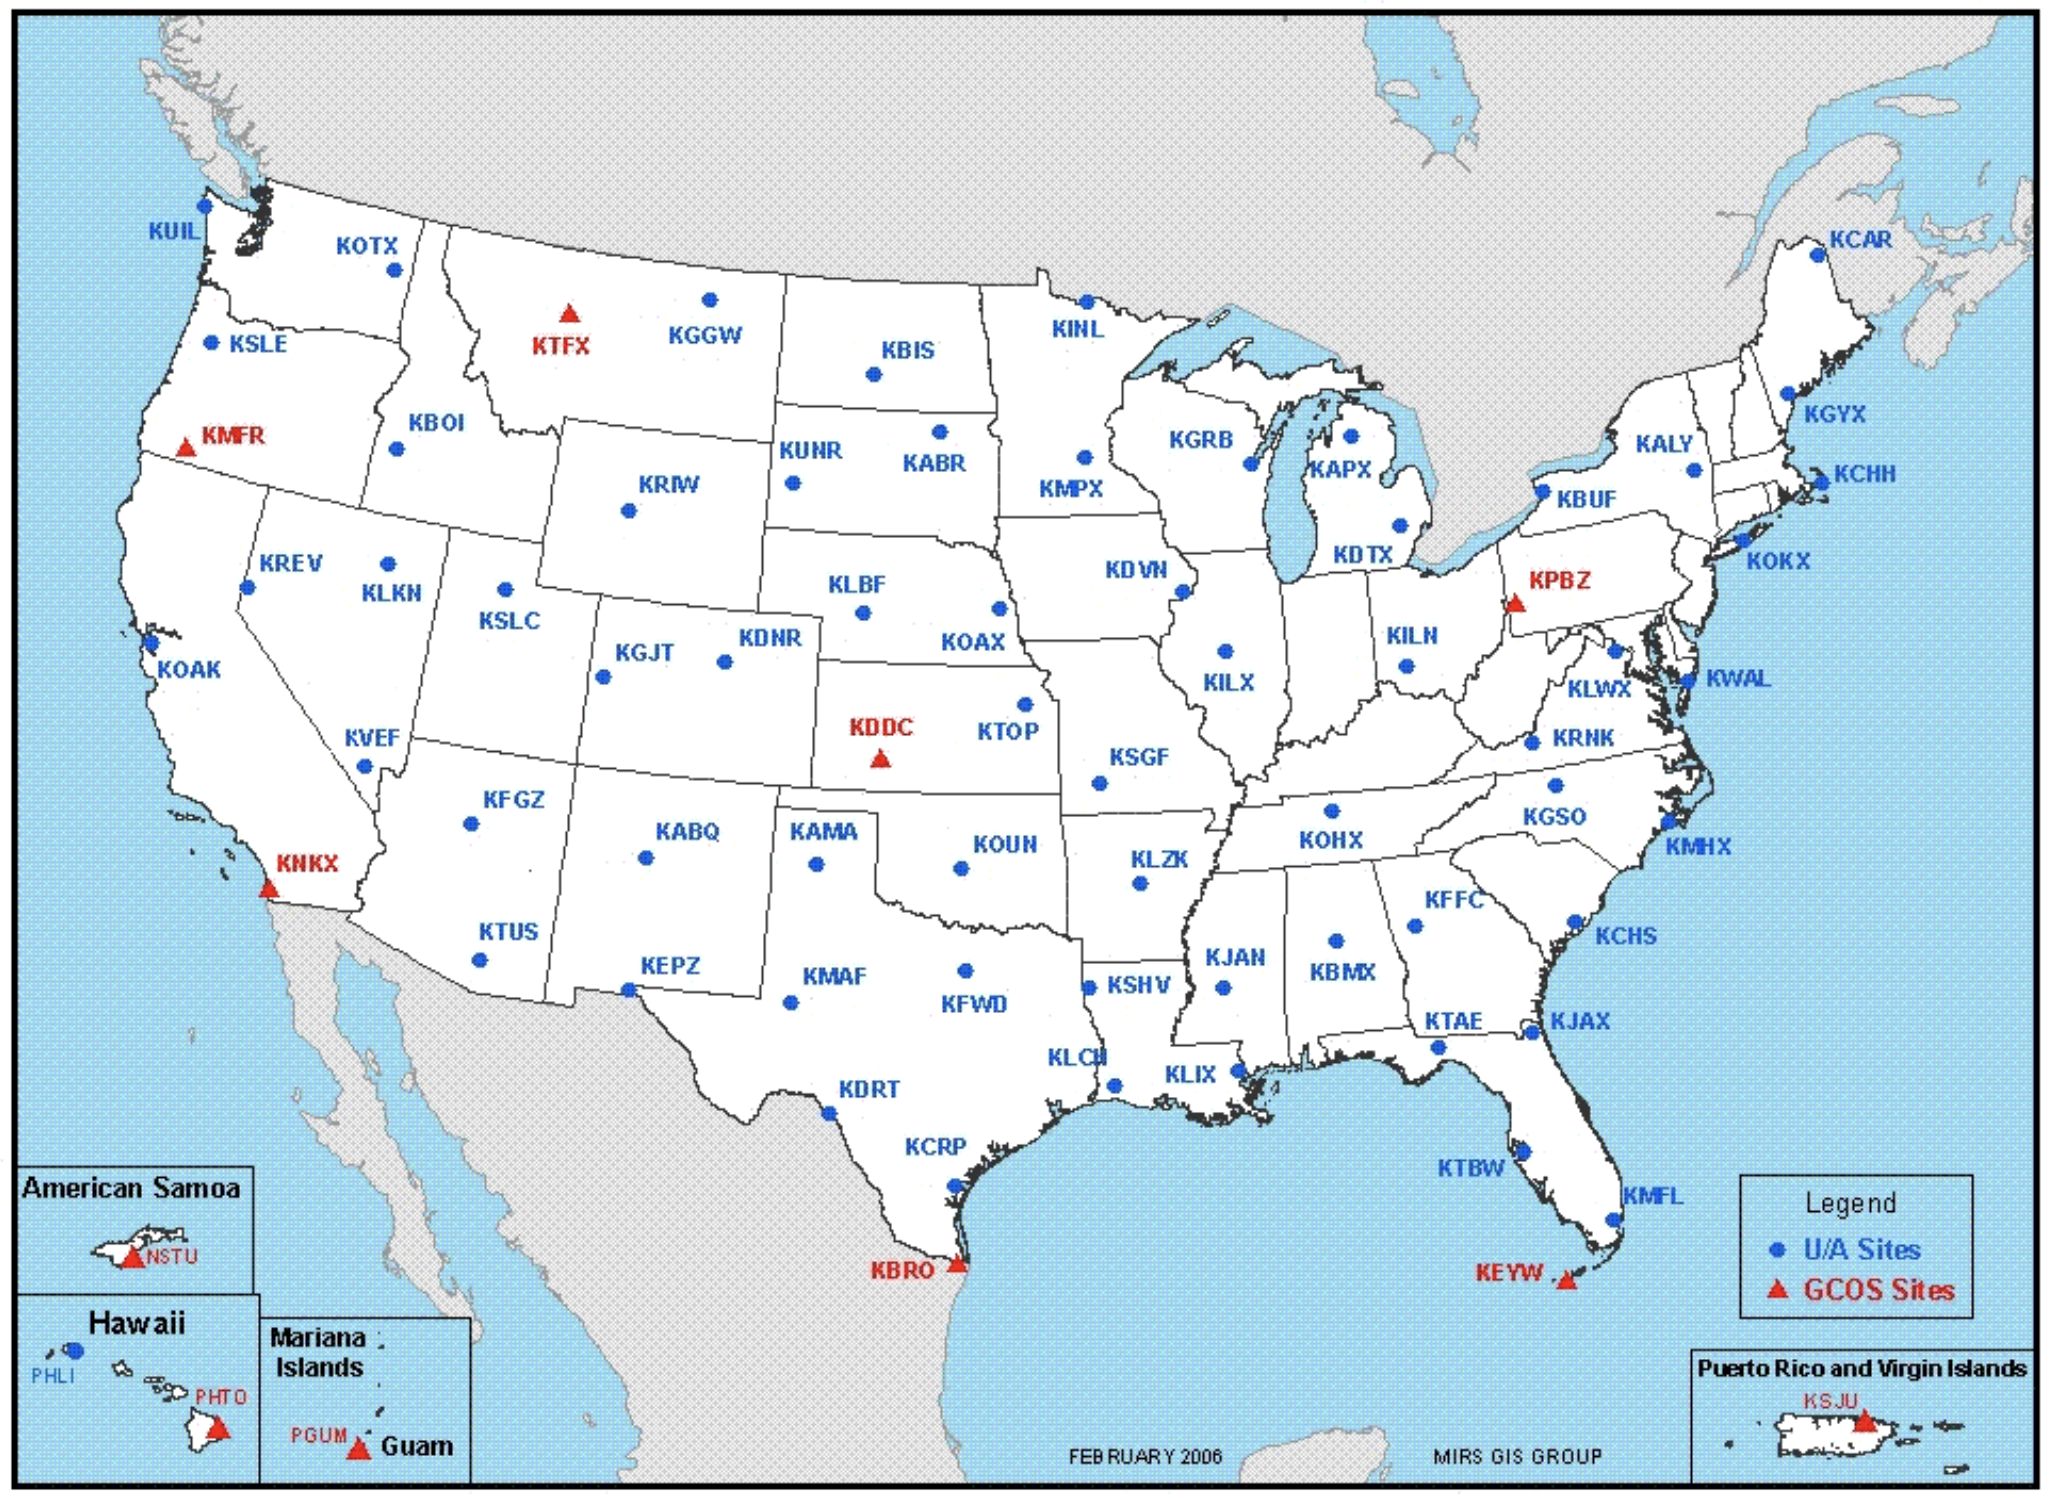 KCAR
KUIL
KOTX
KINL
KTFX
KGGW
KSLE
KBIS
KGYX
KBOI
KMFR
KGRB
KALY
KUNR
KABR
KAPX
KCHH
KRIW
KMPX
KBUF
KDTX
KOKX
KREV
KDVN
KPBZ
KLBF
KLKN
KSLC
KILN
KDNR
KOAX
KGJT
KOAK
KILX
KLWX
KWAL
KDDC
KTOP
KVEF
KRNK
KSGF
KFGZ
KGSO
KABQ
KAMA
KOHX
KOUN
KMHX
KLZK
KNKX
KFFC
KTUS
KCHS
KJAN
KEPZ
KBMX
KMAF
KSHV
KFWD
KTAE
KJAX
KLCH
KLIX
KDRT
KCRP
KTBW
American Samoa
KMFL
Legend
U/A Sites
NSTU
KBRO
KEYW
GCOS Sites
Hawaii
Mariana
Islands
PHLI
PHTO
Puerto Rico and Virgin Islands
KSJU
PGUM
Guam
FEBRUARY 2006
MIRS GIS GROUP